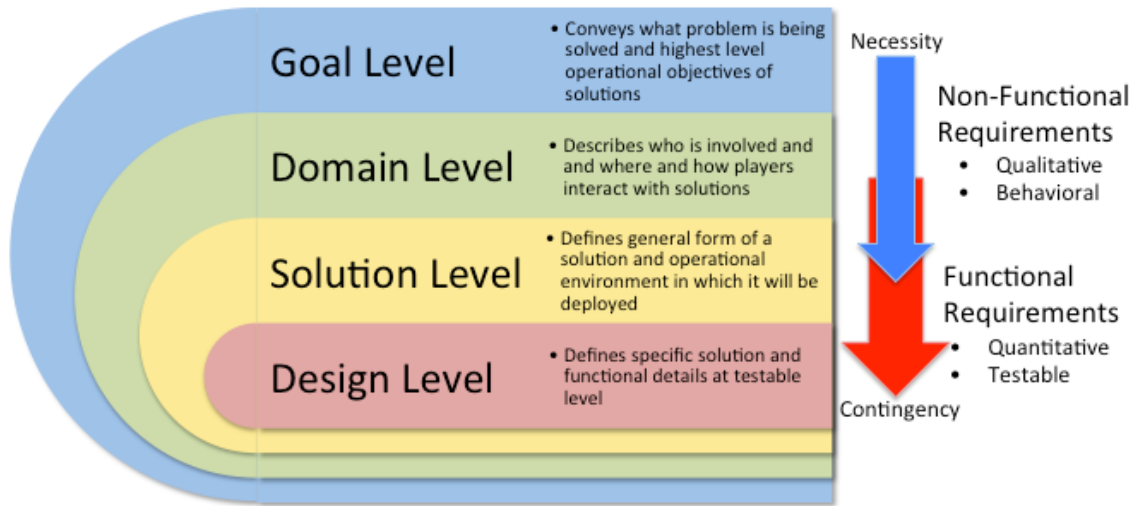 Goal Level
• Conveys what problem is being
solved and highest level
operational objectives of
solutions
Domain Level
• Describes who is involved and
and where and how players
interact with solutions
Solution Level
• Defines general form of a
solution and operational
environment in which it will be
deployed
Design Level
• Defines specific solution and
functional details at testable
level
Necessity
Non-Functional
Requirements
• Qualitative
• Behavioral
Functional
Requirements
• Quantitative
• Testable
Contingency